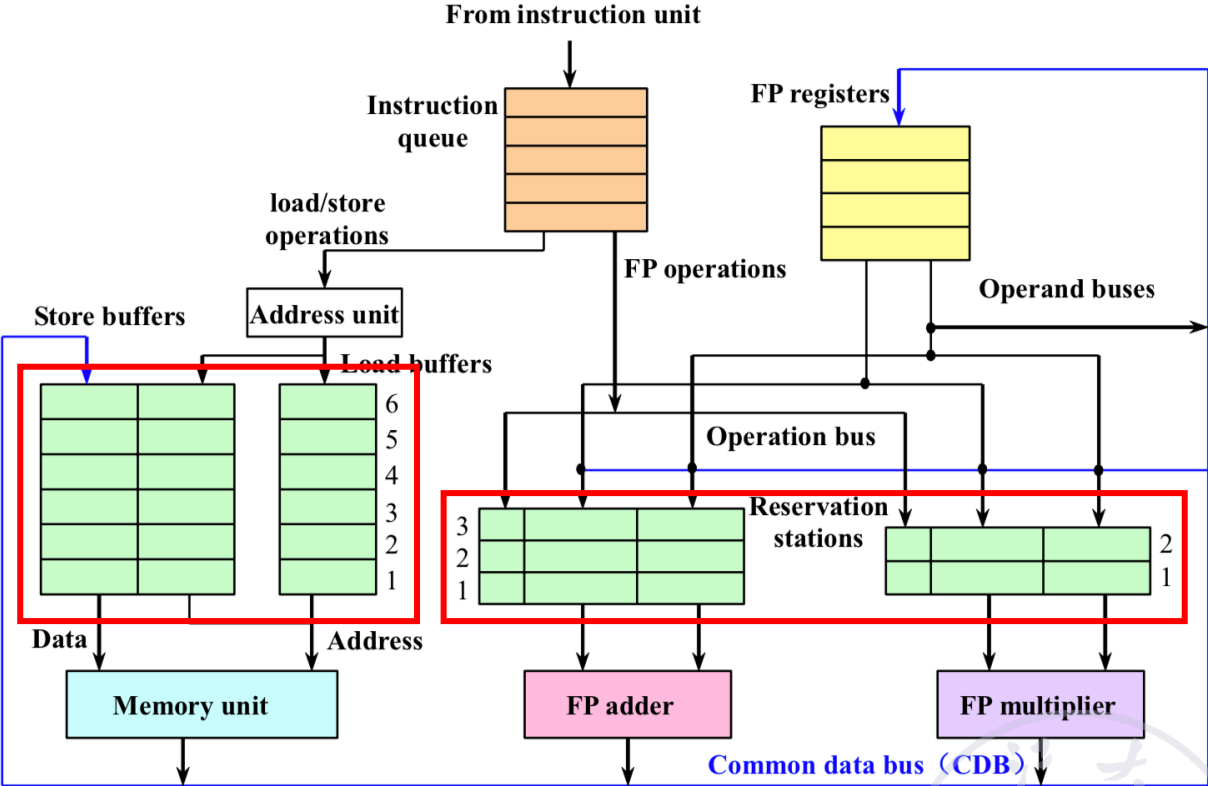 From instruction unit
FP registers
Instruction
queue
load/store
operations
FP operations
Operand buses
Store buffers
Address unit
Load buffers
6
5
4
3
2
1
Operation bus
Reservation
stations
3
2
1
2
1
Data
Address
Memory unit
FP adder
FP multiplier
Common data bus（CDB）